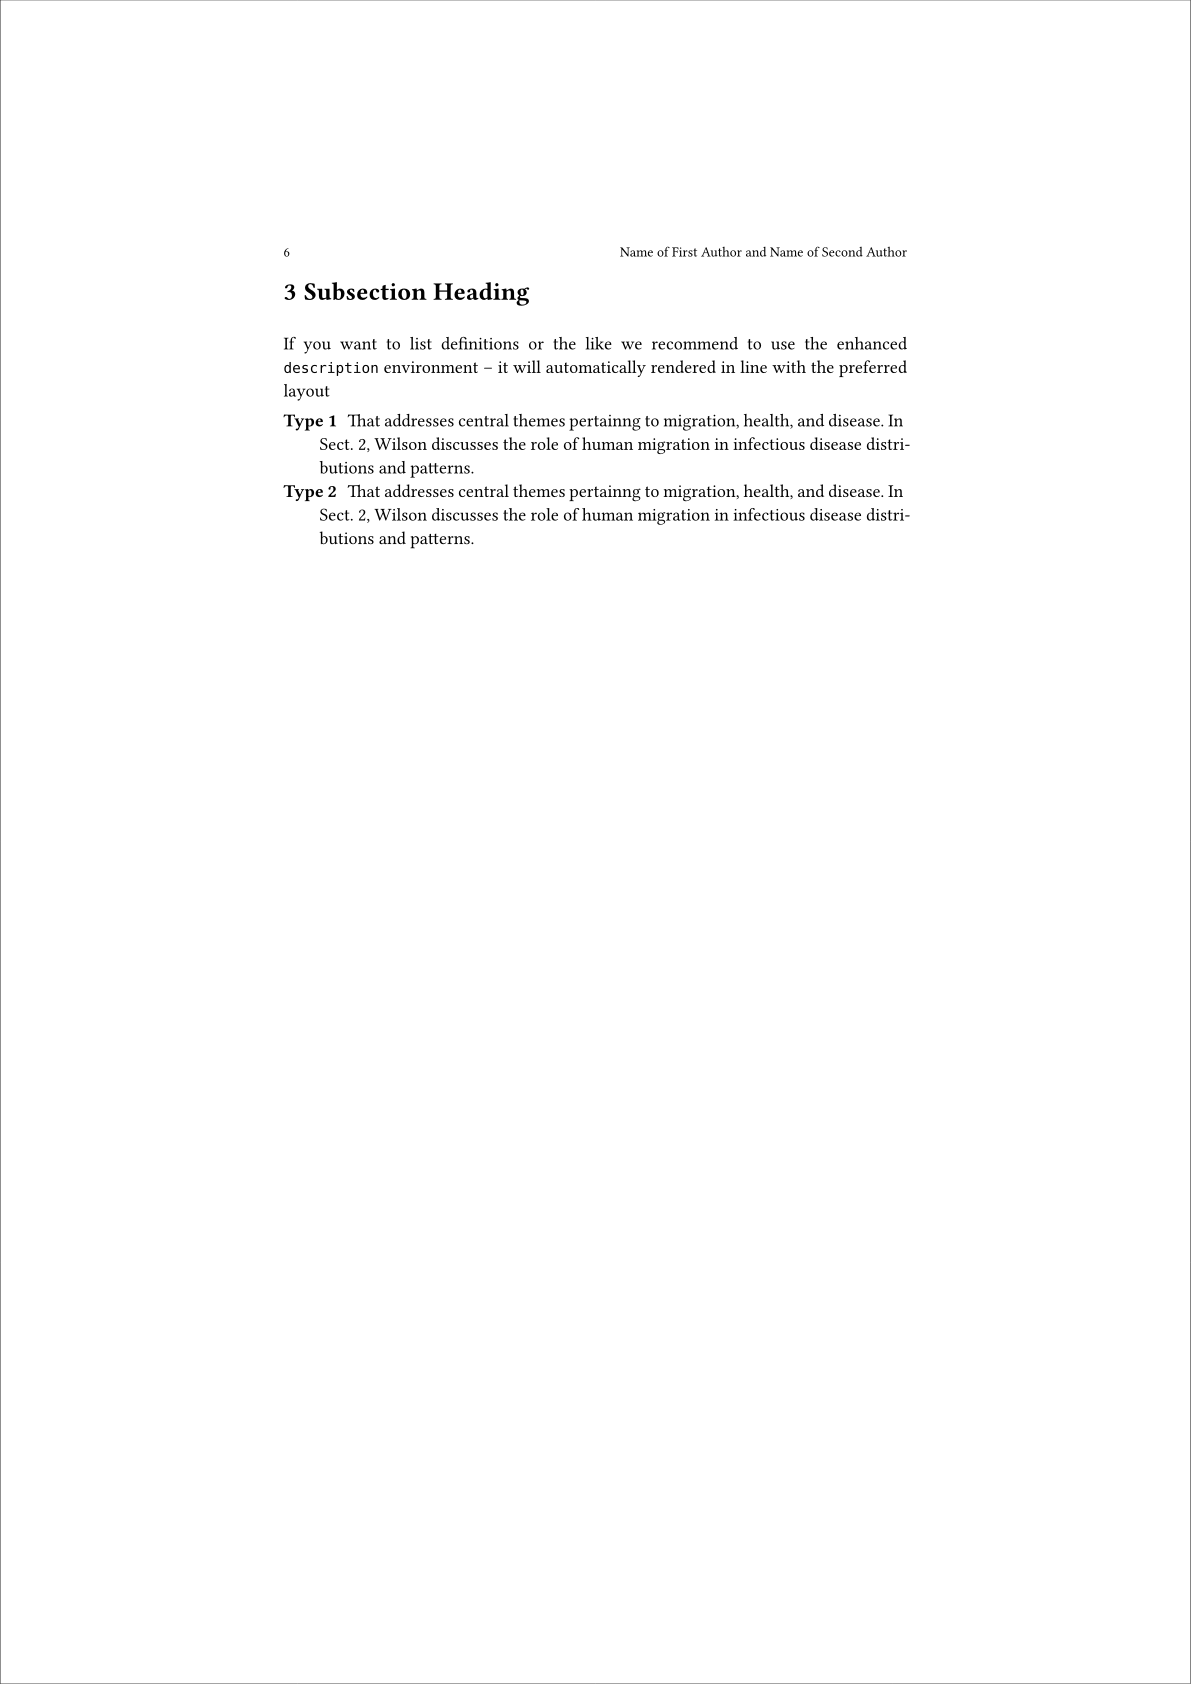 6 Name of First Author and Name of Second Author
3 Subsection Heading
If you want to list definitions or the like we recommend to use the enhanced
description environment – it will automatically rendered in line with the preferred
layout
Type 1 That addresses central themes pertainng to migration, health, and disease. In
Sect. 2, Wilson discusses the role of human migration in infectious disease distri-
butions and patterns.
Type 2 That addresses central themes pertainng to migration, health, and disease. In
Sect. 2, Wilson discusses the role of human migration in infectious disease distri-
butions and patterns.